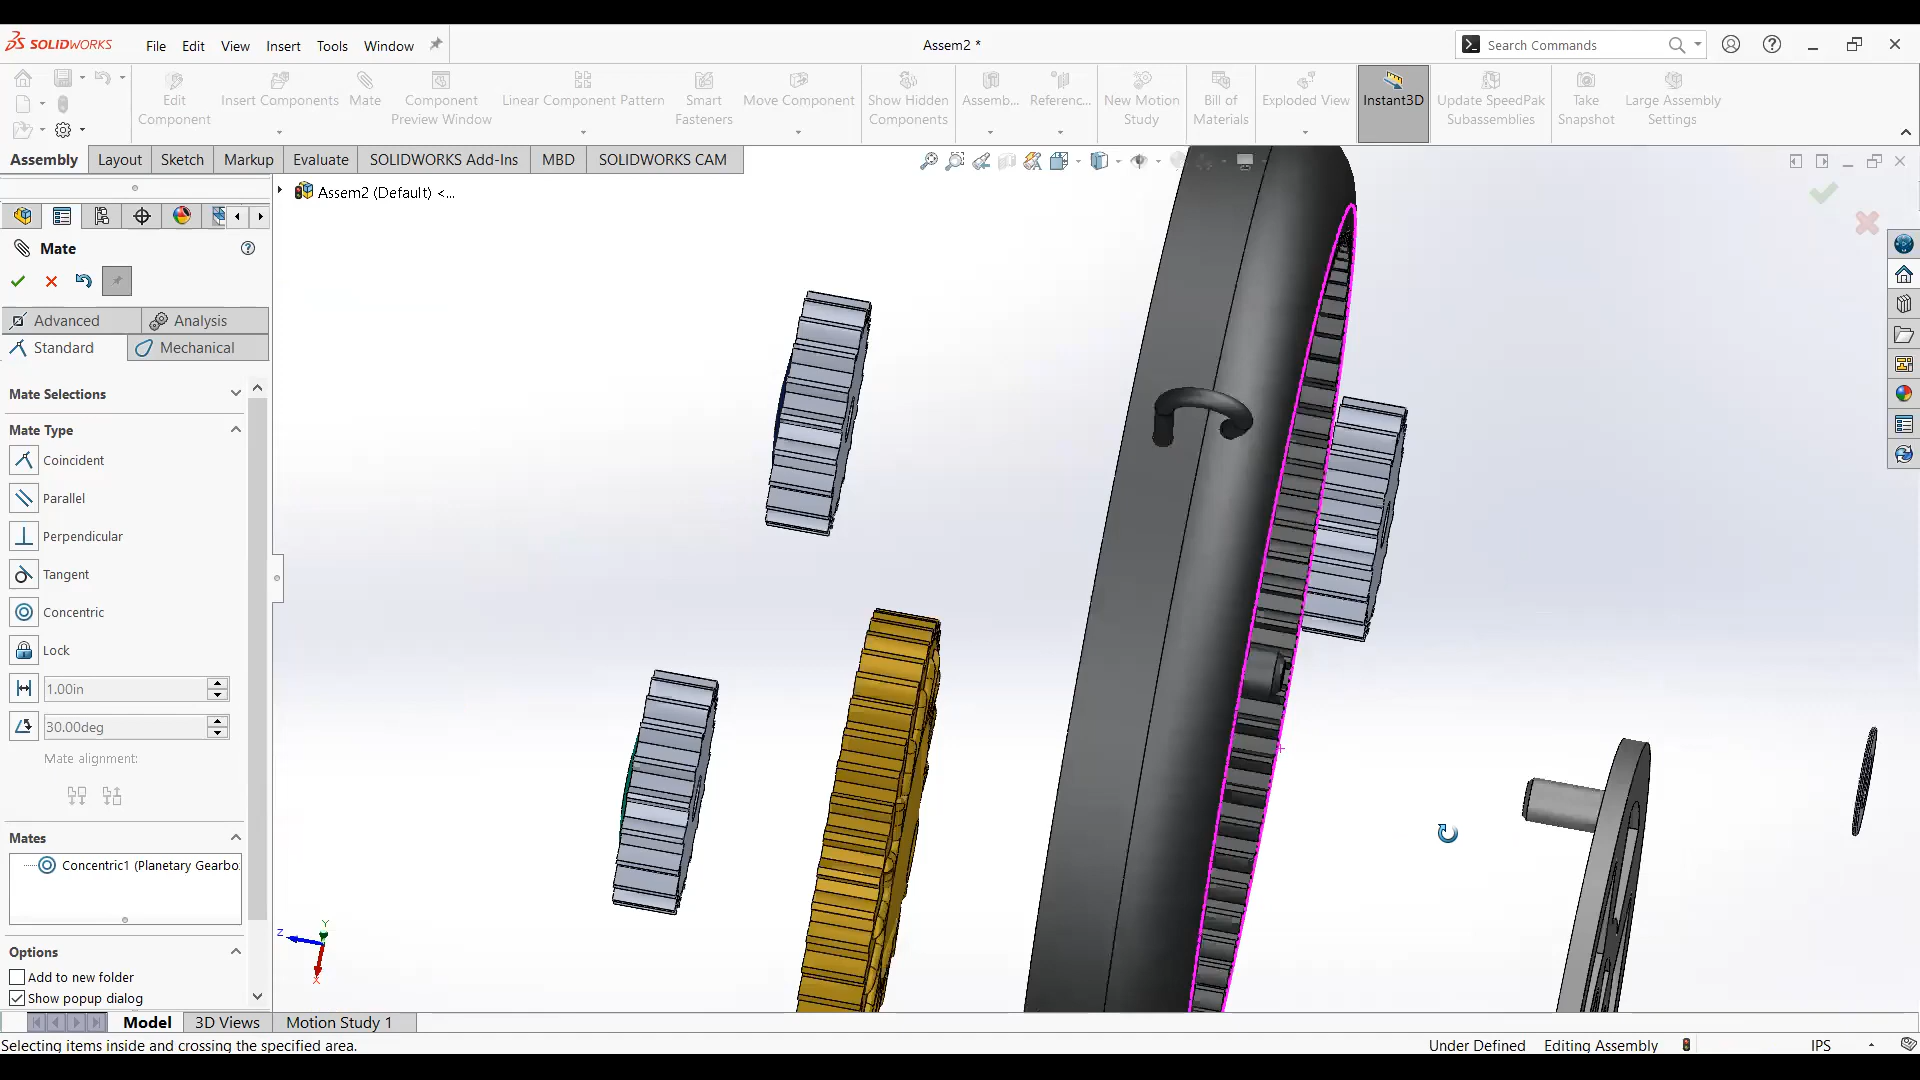 SOLIDWORKS File Edit View Insert Tools Window Assem2 * Search Commands
Edit Component Insert Components Mate Component Preview Window Linear Component Pattern Smart Fasteners Move Component Show Hidden Components Assemb... Referenc... New Motion Study Bill of Materials Exploded View Instant3D Update SpeedPak Subassemblies Take Snapshot Large Assembly Settings
Assembly Layout Sketch Markup Evaluate SOLIDWORKS Add-Ins MBD SOLIDWORKS CAM
Assem2 (Default) <...
Mate
Advanced Analysis
Standard Mechanical
Mate Selections
Mate Type
Coincident
Parallel
Perpendicular
Tangent
Concentric
Lock
1.00in
30.00deg
Mate alignment:
Mates
Concentric1 (Planetary Gearbo
Options
Add to new folder
Show popup dialog
Z Y X
Model 3D Views Motion Study 1
Selecting items inside and crossing the specified area. Under Defined Editing Assembly IPS